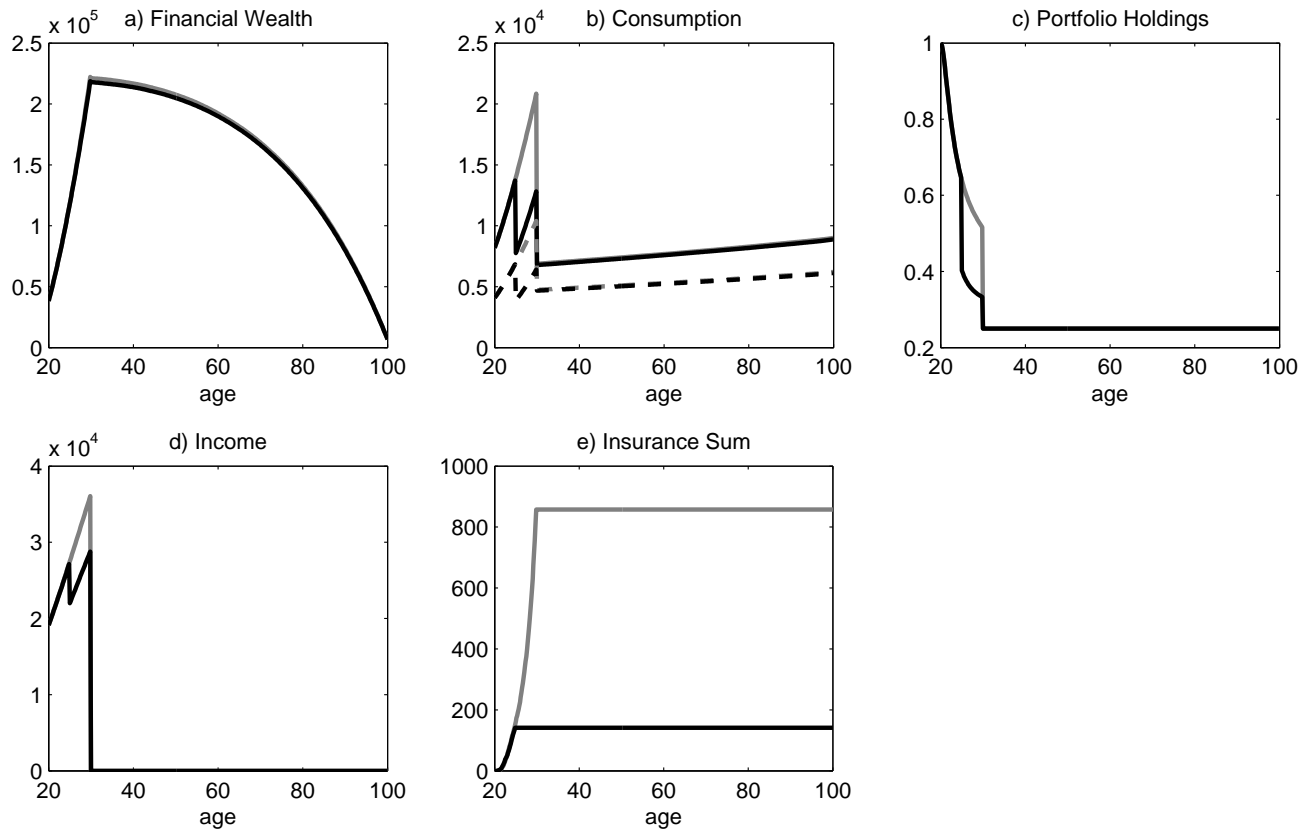 a) Financial Wealth
x 10^5
2.5
2
1.5
1
0.5
0
20 40 60 80 100
age
b) Consumption
x 10^4
2.5
2
1.5
1
0.5
0
20 40 60 80 100
age
c) Portfolio Holdings
1
0.8
0.6
0.4
0.2
20 40 60 80 100
age
d) Income
x 10^4
4
3
2
1
0
20 40 60 80 100
age
e) Insurance Sum
1000
800
600
400
200
0
20 40 60 80 100
age